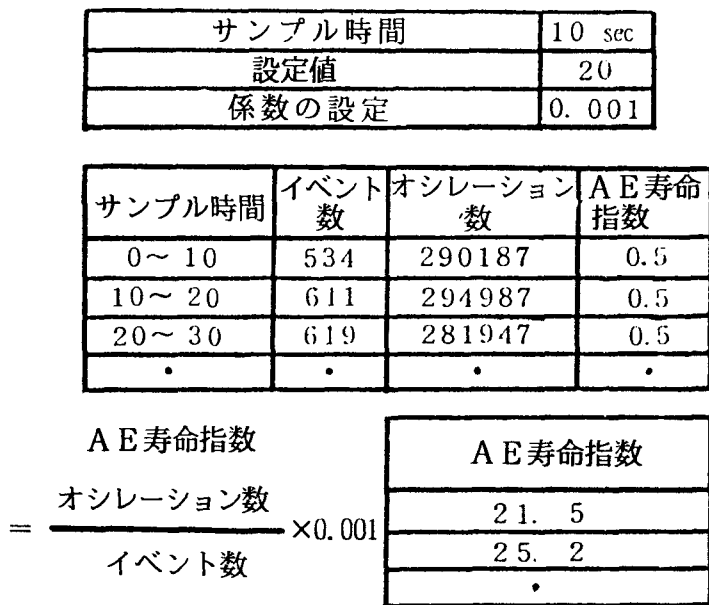 サンプル時間 10 sec
設定値 20
係数の設定 0. 001
サンプル時間 イベント数 オシレーション数 AE寿命指数
0～10 534 290187 0.5
10～20 611 294987 0.5
20～30 619 281947 0.5
・ ・ ・ ・
AE寿命指数
= オシレーション数
イベント数
×0.001
AE寿命指数
21. 5
25. 2
・